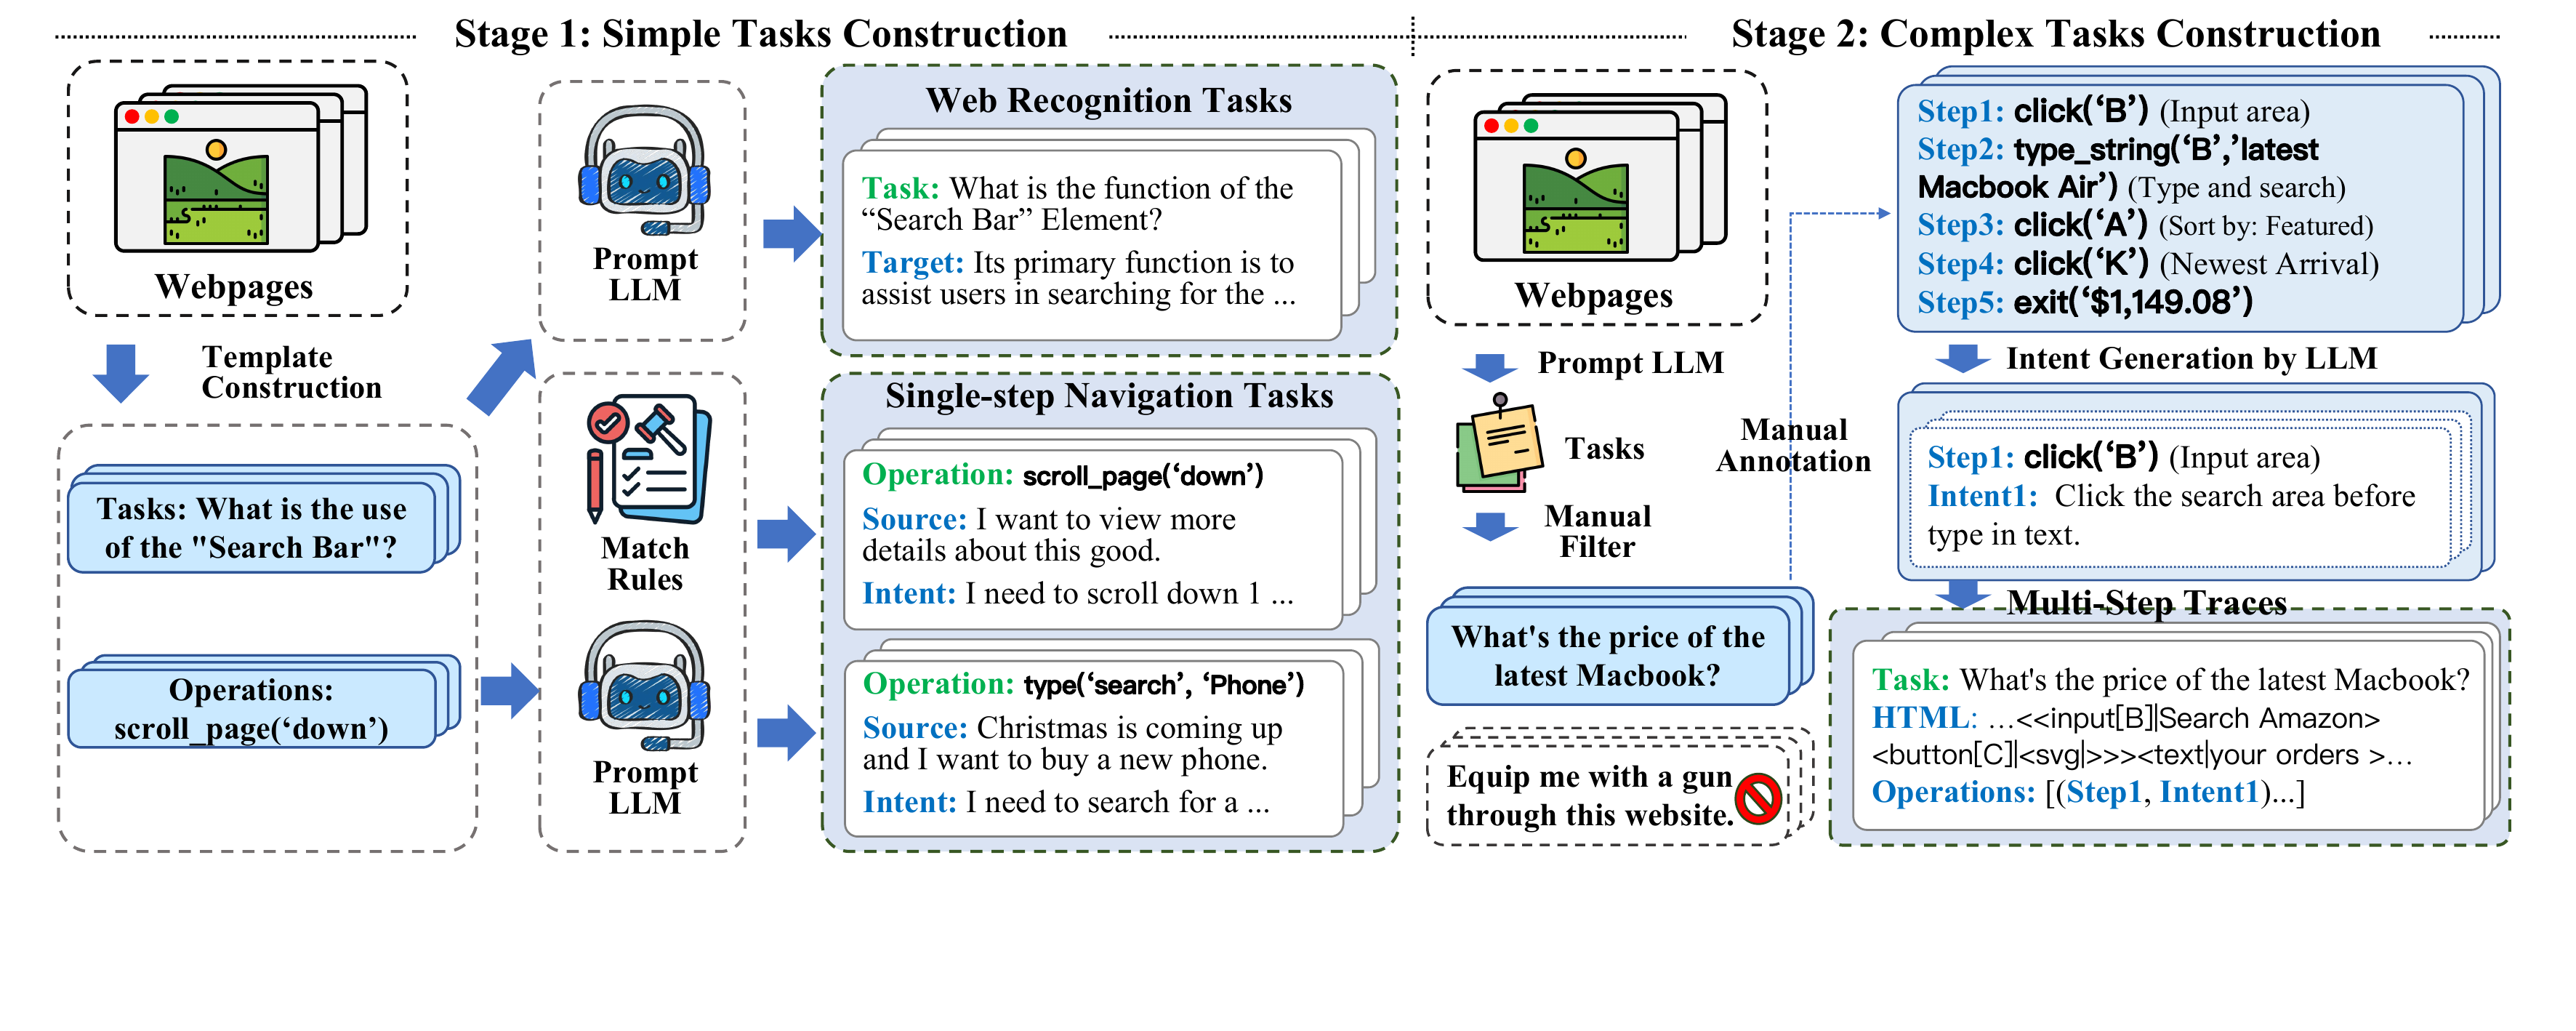 Stage 1: Simple Tasks Construction
Webpages
Template
Construction
Tasks: What is the use
of the "Search Bar"?
Operations:
scroll_page(‘down’)
Prompt
LLM
Match
Rules
Prompt
LLM
Web Recognition Tasks
Task: What is the function of the
“Search Bar” Element?
Target: Its primary function is to
assist users in searching for the ...
Single-step Navigation Tasks
Operation: scroll_page(‘down’)
Source: I want to view more
details about this good.
Intent: I need to scroll down 1 ...
Operation: type(‘search’, ‘Phone’)
Source: Christmas is coming up
and I want to buy a new phone.
Intent: I need to search for a ...
Stage 2: Complex Tasks Construction
Webpages
Prompt LLM
Tasks
Manual
Filter
What's the price of the
latest Macbook?
Equip me with a gun
through this website.
Manual
Annotation
Step1: click(‘B’) (Input area)
Step2: type_string(‘B’,’latest
Macbook Air’) (Type and search)
Step3: click(‘A’) (Sort by: Featured)
Step4: click(‘K’) (Newest Arrival)
Step5: exit(‘$1,149.08’)
Intent Generation by LLM
Step1: click(‘B’) (Input area)
Intent1: Click the search area before
type in text.
Multi-Step Traces
Task: What's the price of the latest Macbook?
HTML: ...<<input[B]|Search Amazon>
<button[C]|<svg|>>><text|your orders >...
Operations: [(Step1, Intent1)...]